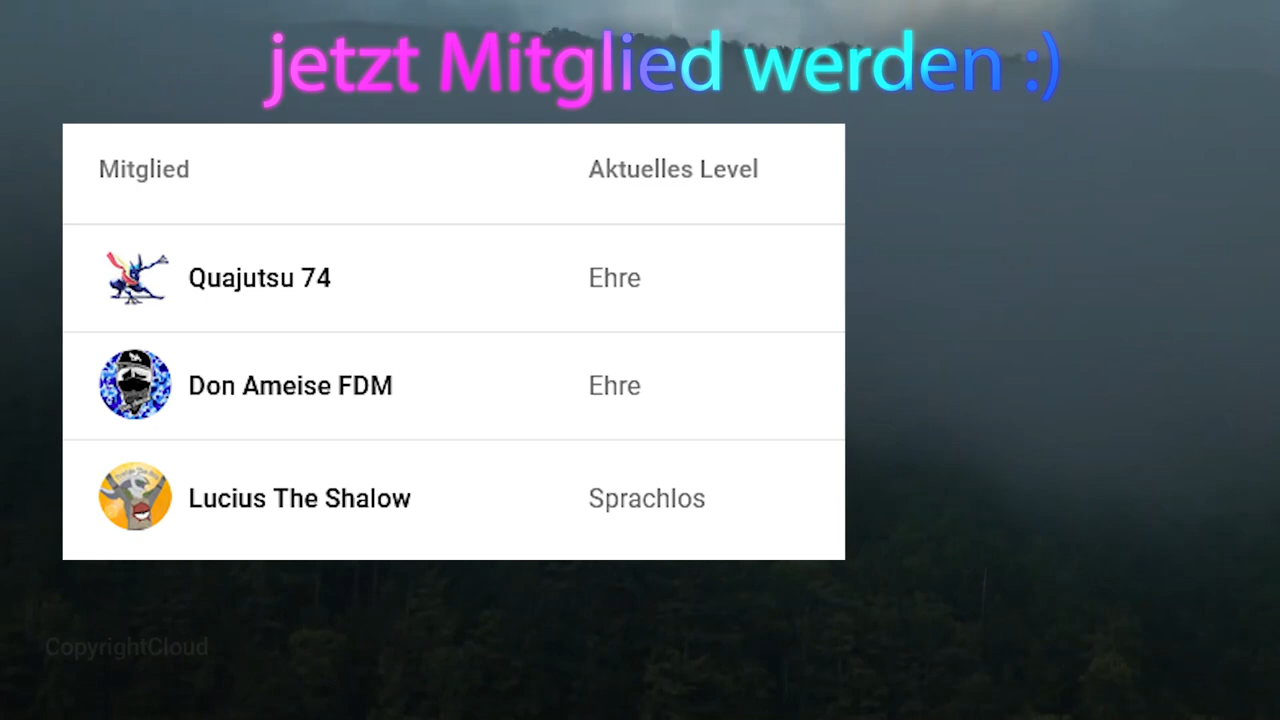 jetzt Mitglied werden :)
Mitglied Aktuelles Level
Quajutsu 74 Ehre
Don Ameise FDM Ehre
Lucius The Shalow Sprachlos
CopyrightCloud